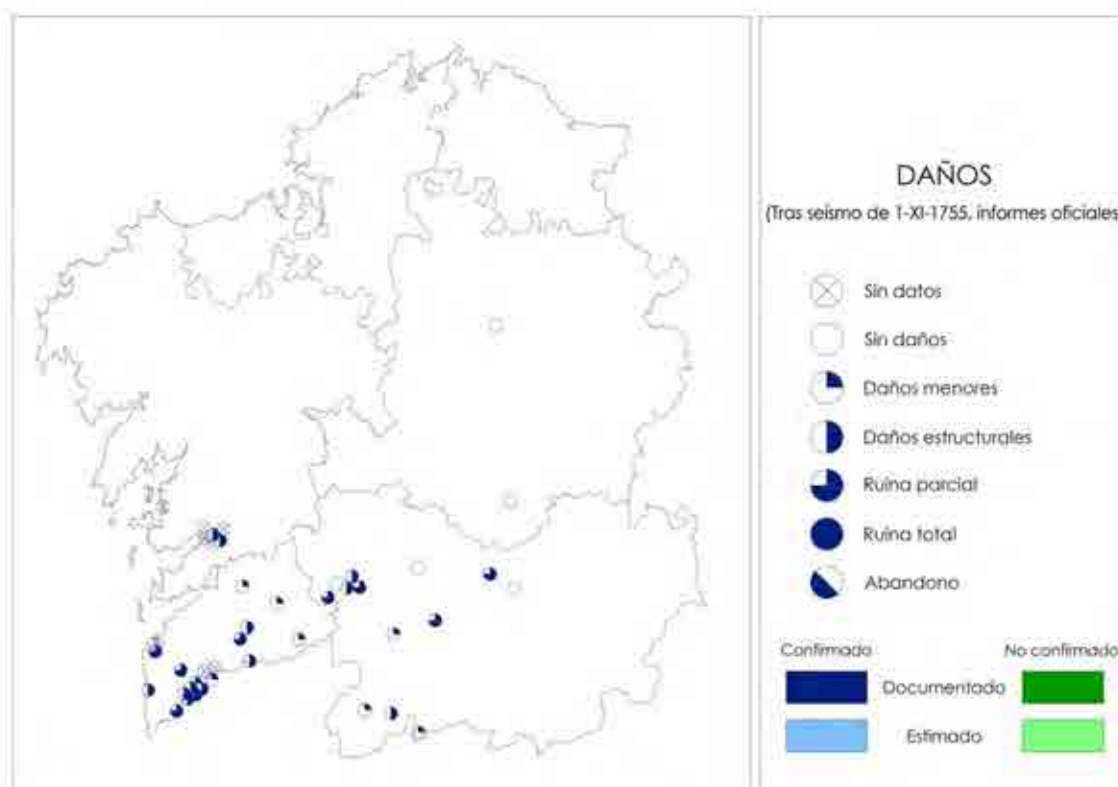 DAÑOS
(Tras seísmo de 1-XI-1755, informes oficiales
Sin datos
Sin daños
Daños menores
Daños estructurales
Ruina parcial
Ruina total
Abandono
Confirmado
No confirmado
Documentado
Estimado